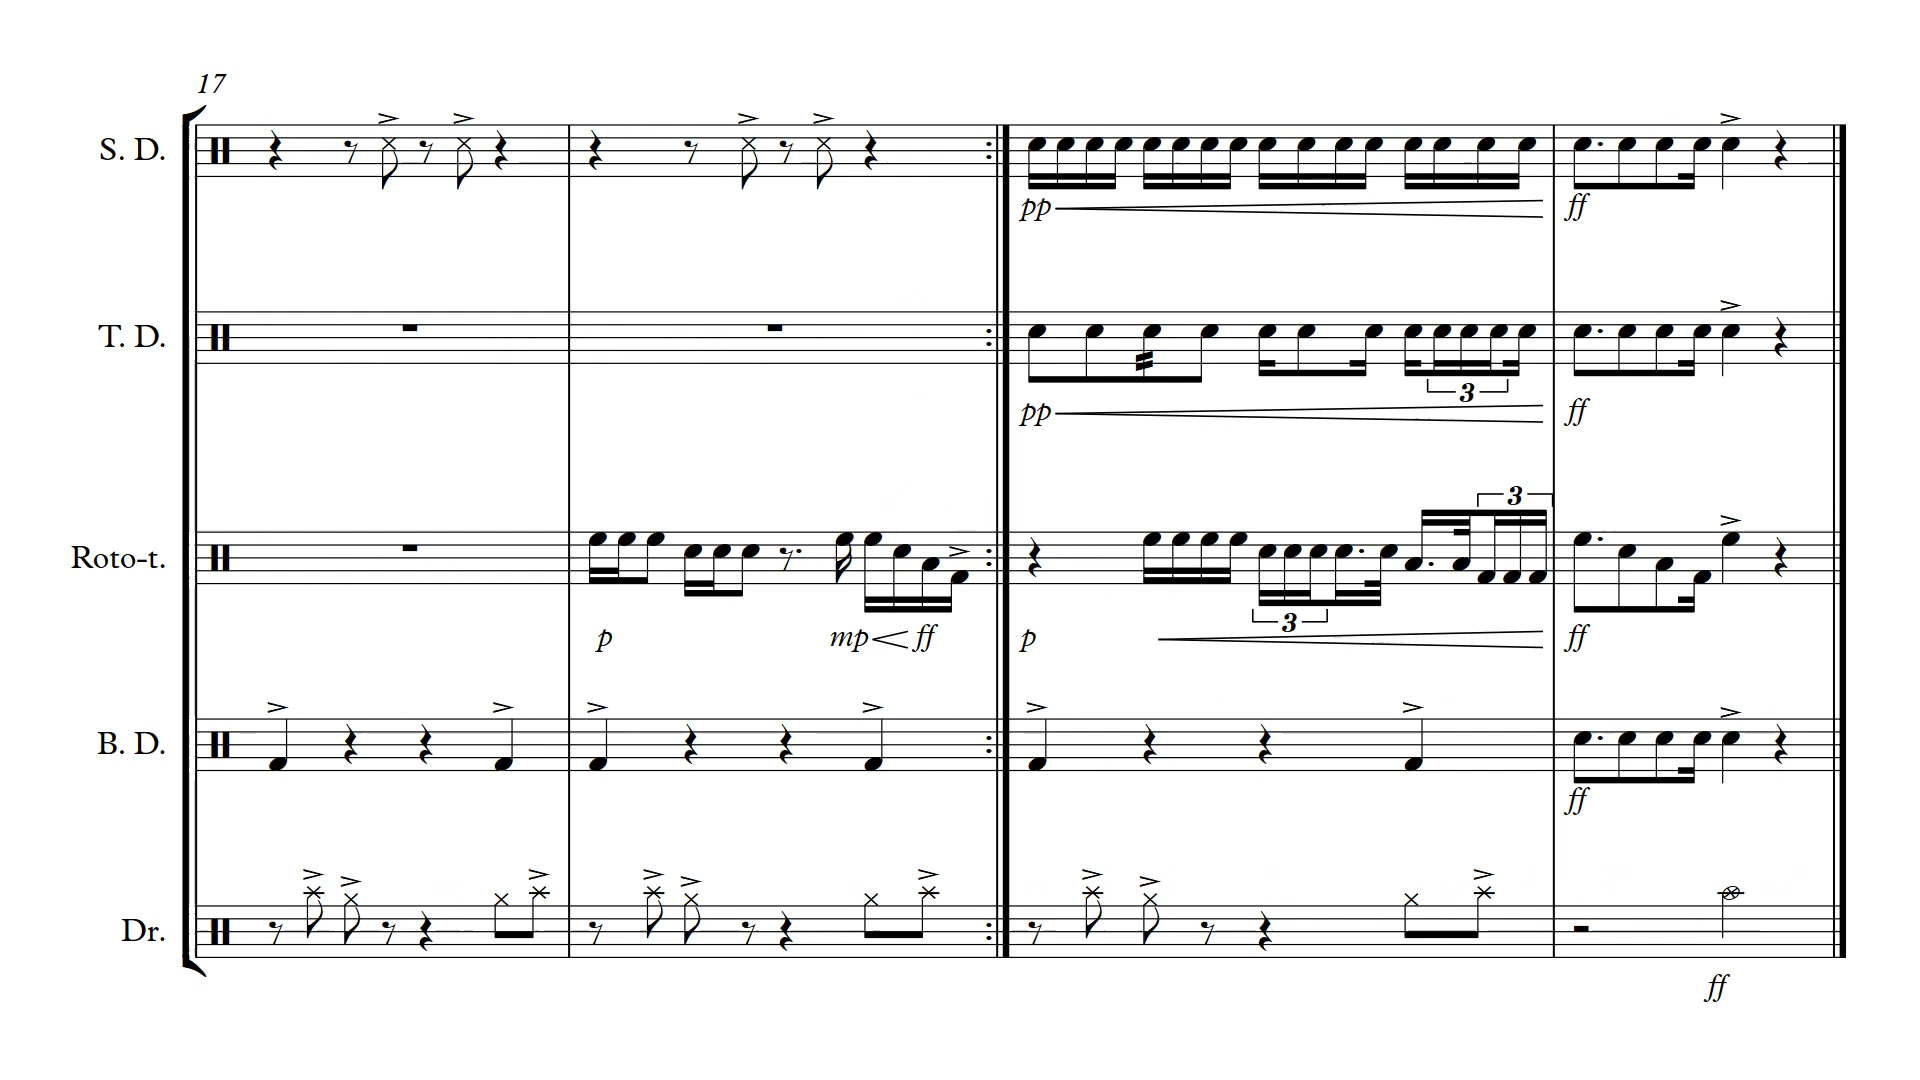 17
S. D.
pp ff
T. D.
3
pp ff
3
Roto-t.
3
p mp ff p ff
B. D.
ff
Dr.
ff